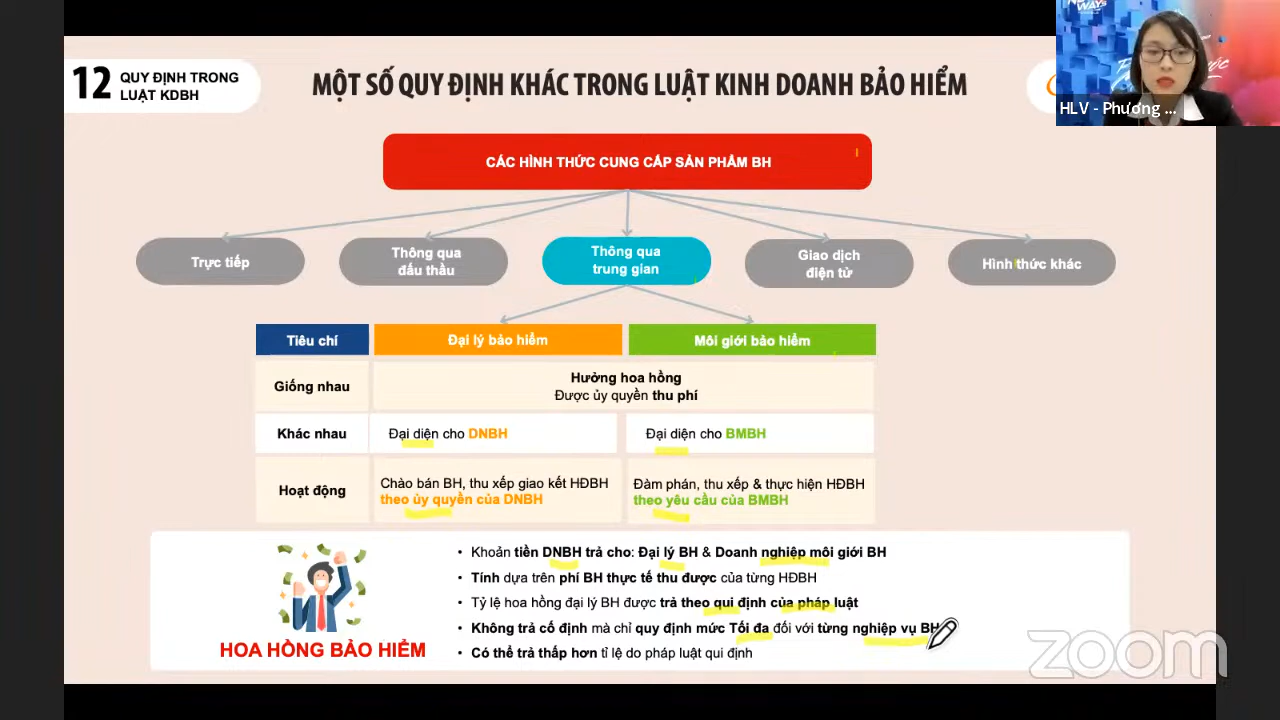 12
QUY ĐỊNH TRONG
LUẬT KDBH
MỘT SỐ QUY ĐỊNH KHÁC TRONG LUẬT KINH DOANH BẢO HIỂM
HLV - Phương ...
CÁC HÌNH THỨC CUNG CẤP SẢN PHẨM BH
Trực tiếp
Thông qua
đấu thầu
Thông qua
trung gian
Giao dịch
điện tử
Hình thức khác
Tiêu chí
Đại lý bảo hiểm
Môi giới bảo hiểm
Giống nhau
Hưởng hoa hồng
Được ủy quyền thu phí
Khác nhau
Đại diện cho DNBH
Đại diện cho BMBH
Hoạt động
Chào bán BH, thu xếp giao kết HĐBH
theo ủy quyền của DNBH
Đàm phán, thu xếp & thực hiện HĐBH
theo yêu cầu của BMBH
HOA HỒNG BẢO HIỂM
• Khoản tiền DNBH trả cho: Đại lý BH & Doanh nghiệp môi giới BH
• Tính dựa trên phí BH thực tế thu được của từng HĐBH
• Tỷ lệ hoa hồng đại lý BH được trả theo qui định của pháp luật
• Không trả cố định mà chỉ quy định mức Tối đa đối với từng nghiệp vụ BH
• Có thể trả thấp hơn tỉ lệ do pháp luật qui định
zoom